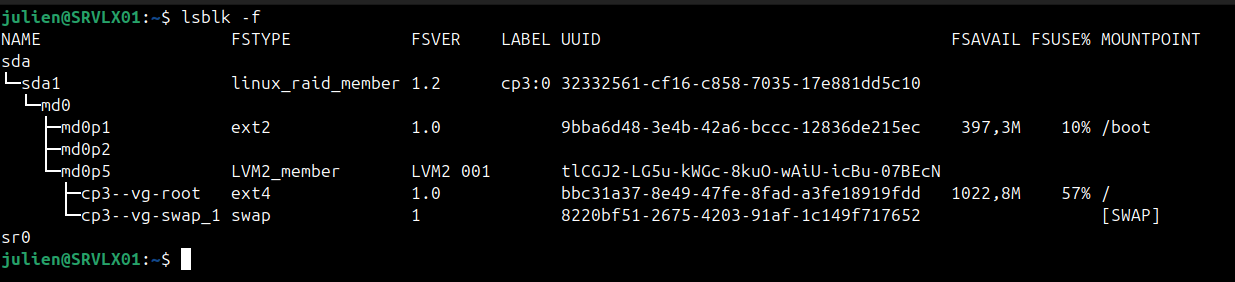 julien@SRVLX01:~$ lsblk -f
NAME FSTYPE FSVER LABEL UUID FSAVAIL FSUSE% MOUNTPOINT
sda
└─sda1 linux_raid_member 1.2 cp3:0 32332561-cf16-c858-7035-17e881dd5c10
└─md0
├─md0p1 ext2 1.0 9bba6d48-3e4b-42a6-bccc-12836de215ec 397,3M 10% /boot
├─md0p2
└─md0p5 LVM2_member LVM2 001 tlCGJ2-LG5u-kWGc-8kuO-wAiU-icBu-07BEcN
├─cp3--vg-root ext4 1.0 bbc31a37-8e49-47fe-8fad-a3fe18919fdd 1022,8M 57% /
└─cp3--vg-swap_1 swap 1 8220bf51-2675-4203-91af-1c149f717652 [SWAP]
sr0
julien@SRVLX01:~$